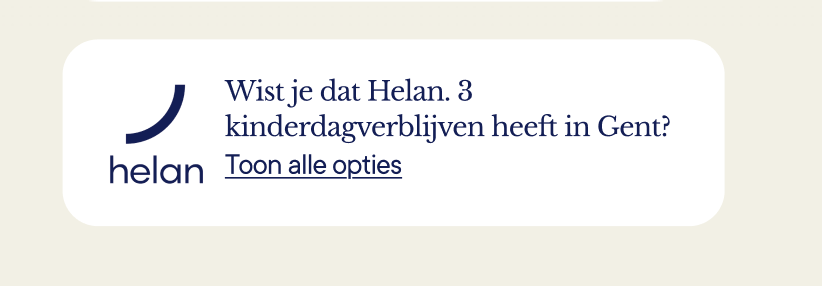 helan
Wist je dat Helan. 3
kinderdagverblijven heeft in Gent?
Toon alle opties